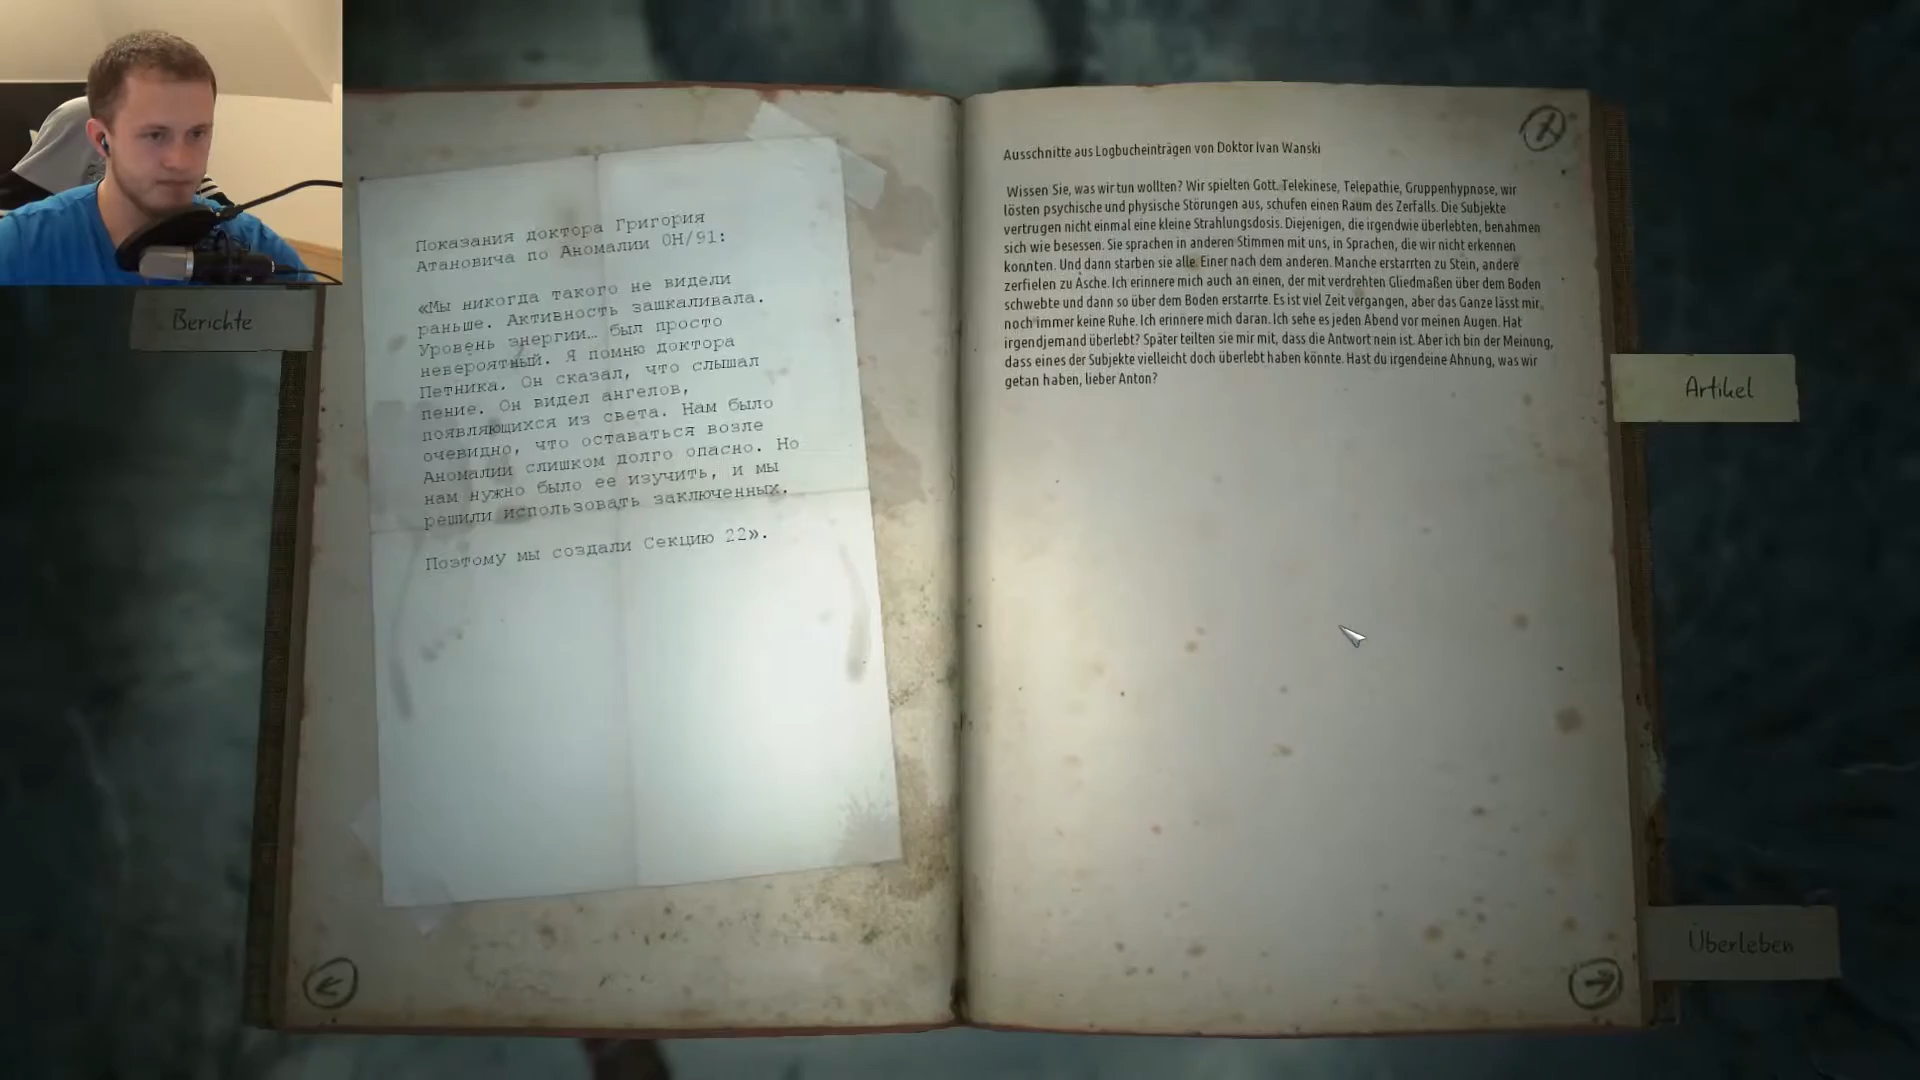 Berichte
Показания доктора Григория
Атановича по Аномалии ОН/91:
«Мы никогда такого не видели
раньше. Активность зашкаливала.
Уровень энергии… был просто
невероятный. Я помню доктора
Петника. Он сказал, что слышал
пение. Он видел ангелов,
появляющихся из света. Нам было
очевидно, что оставаться возле
Аномалии слишком долго опасно. Но
нам нужно было ее изучить, и мы
решили использовать заключенных.
Поэтому мы создали Секцию 22».
Ausschnitte aus Logbucheinträgen von Doktor Ivan Wanski
Wissen Sie, was wir tun wollten? Wir spielten Gott. Telekinese, Telepathie, Gruppenhypnose, wir
lösten psychische und physische Störungen aus, schufen einen Raum des Zerfalls. Die Subjekte
vertrugen nicht einmal eine kleine Strahlungsdosis. Diejenigen, die irgendwie überlebten, benahmen
sich wie besessen. Sie sprachen in anderen Stimmen mit uns, in Sprachen, die wir nicht erkennen
konnten. Und dann starben sie alle. Einer nach dem anderen. Manche erstarrten zu Stein, andere
zerfielen zu Asche. Ich erinnere mich auch an einen, der mit verdrehten Gliedmaßen über dem Boden
schwebte und dann so über dem Boden erstarrte. Es ist viel Zeit vergangen, aber das Ganze lässt mir
noch immer keine Ruhe. Ich erinnere mich daran. Ich sehe es jeden Abend vor meinen Augen. Hat
irgendjemand überlebt? Später teilten sie mir mit, dass die Antwort nein ist. Aber ich bin der Meinung,
dass eines der Subjekte vielleicht doch überlebt haben könnte. Hast du irgendeine Ahnung, was wir
getan haben, lieber Anton?
Artikel
Überleben